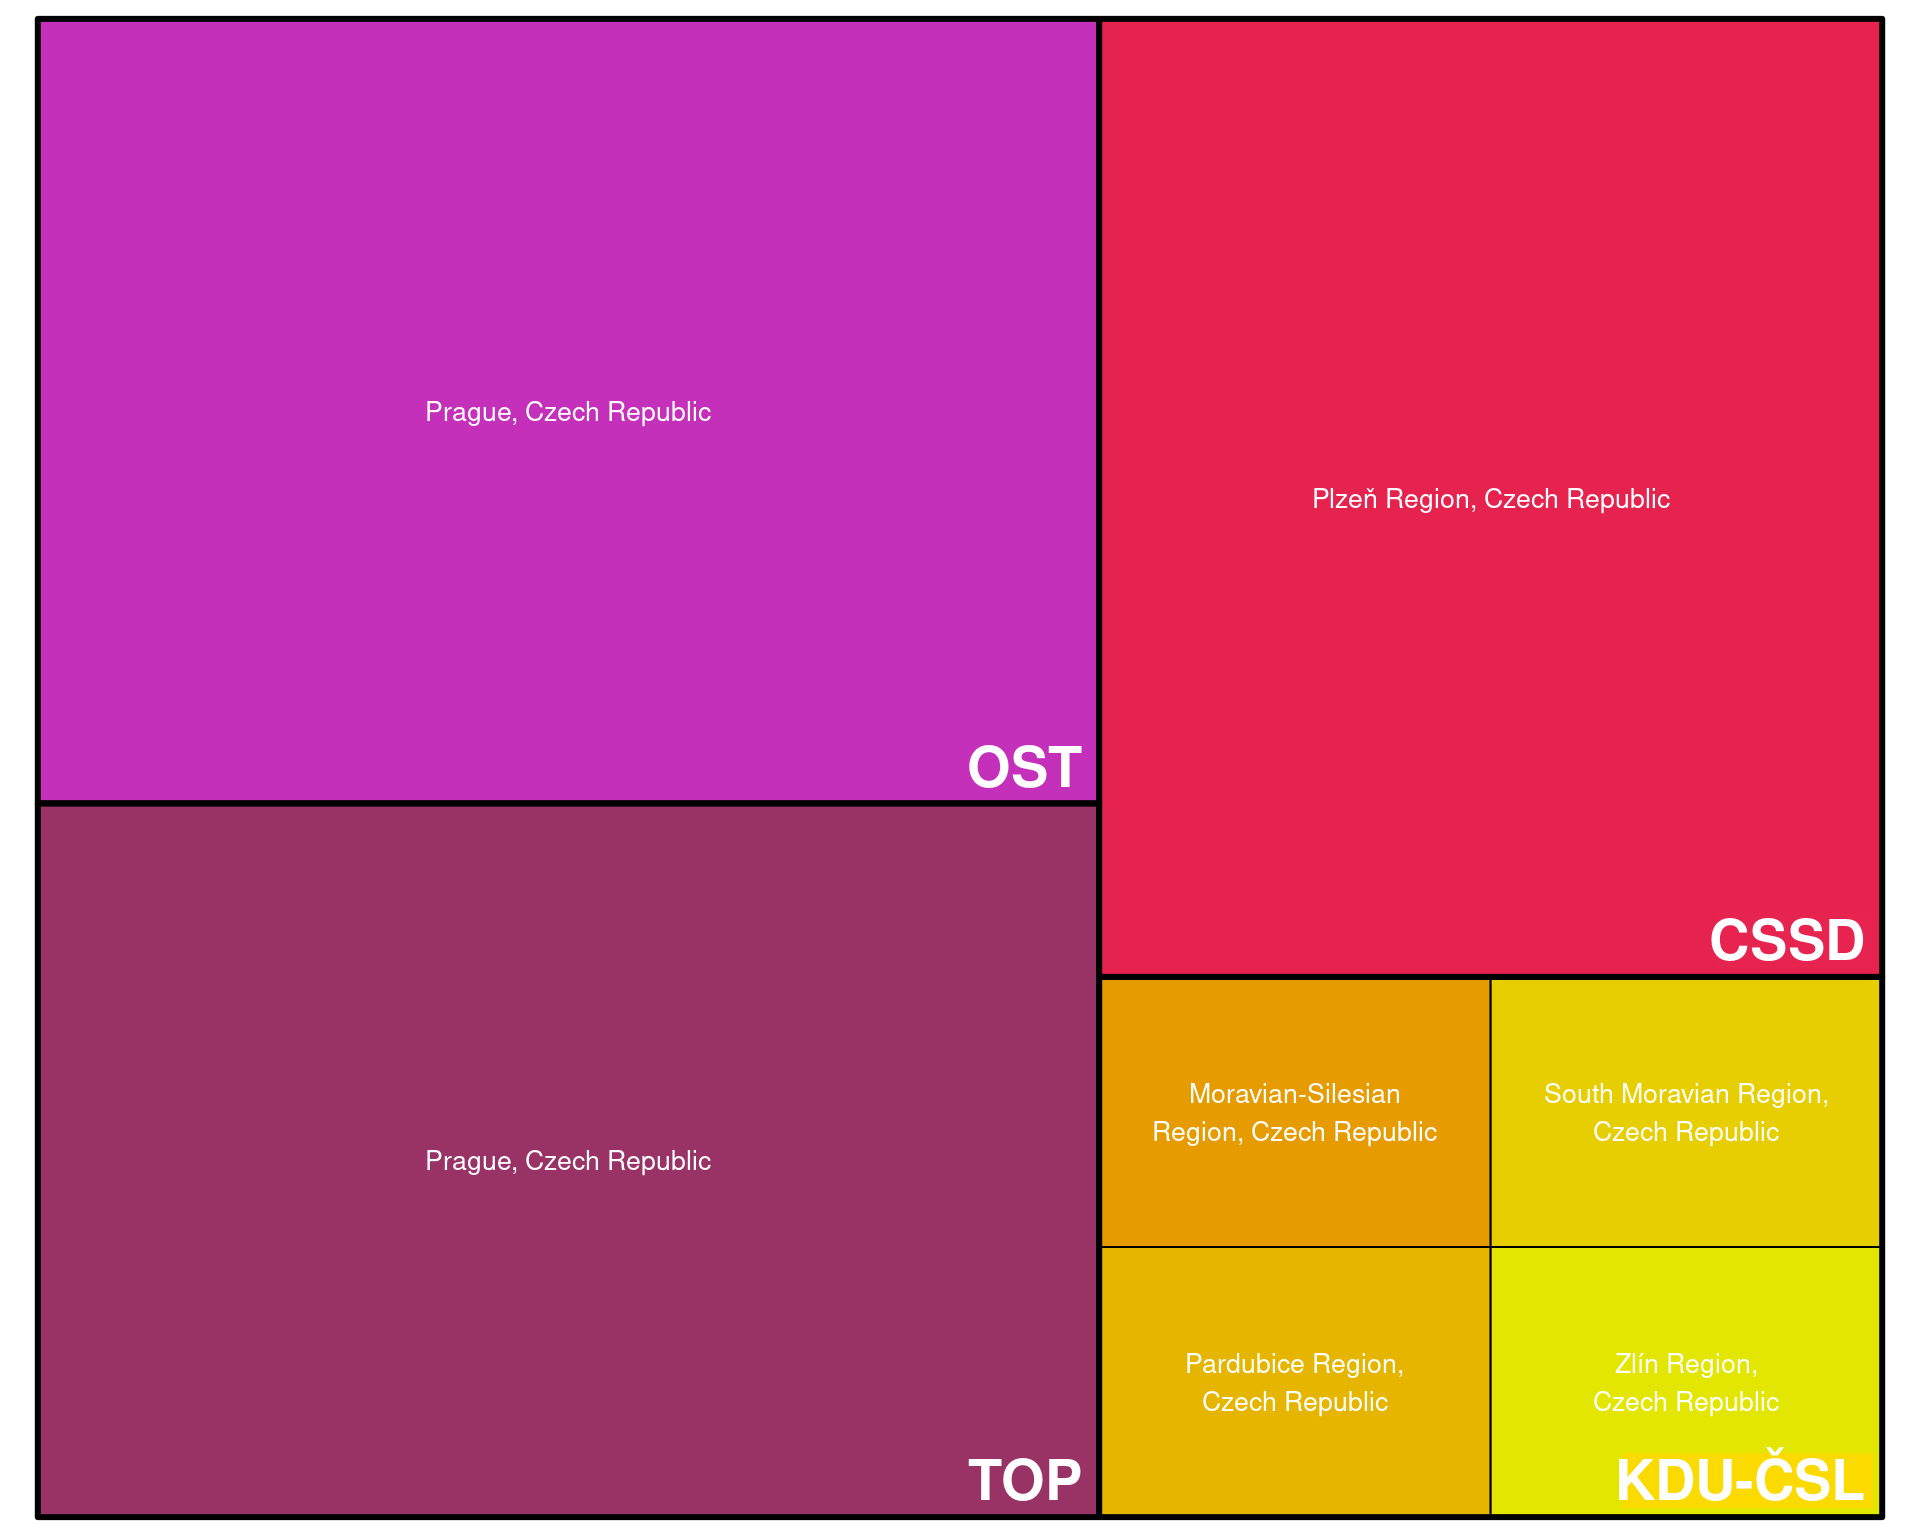 Prague, Czech Republic
OST
Prague, Czech Republic
TOP
Plzeň Region, Czech Republic
CSSD
Moravian-Silesian
Region, Czech Republic
South Moravian Region,
Czech Republic
Pardubice Region,
Czech Republic
Zlín Region,
Czech Republic
KDU-ČSL